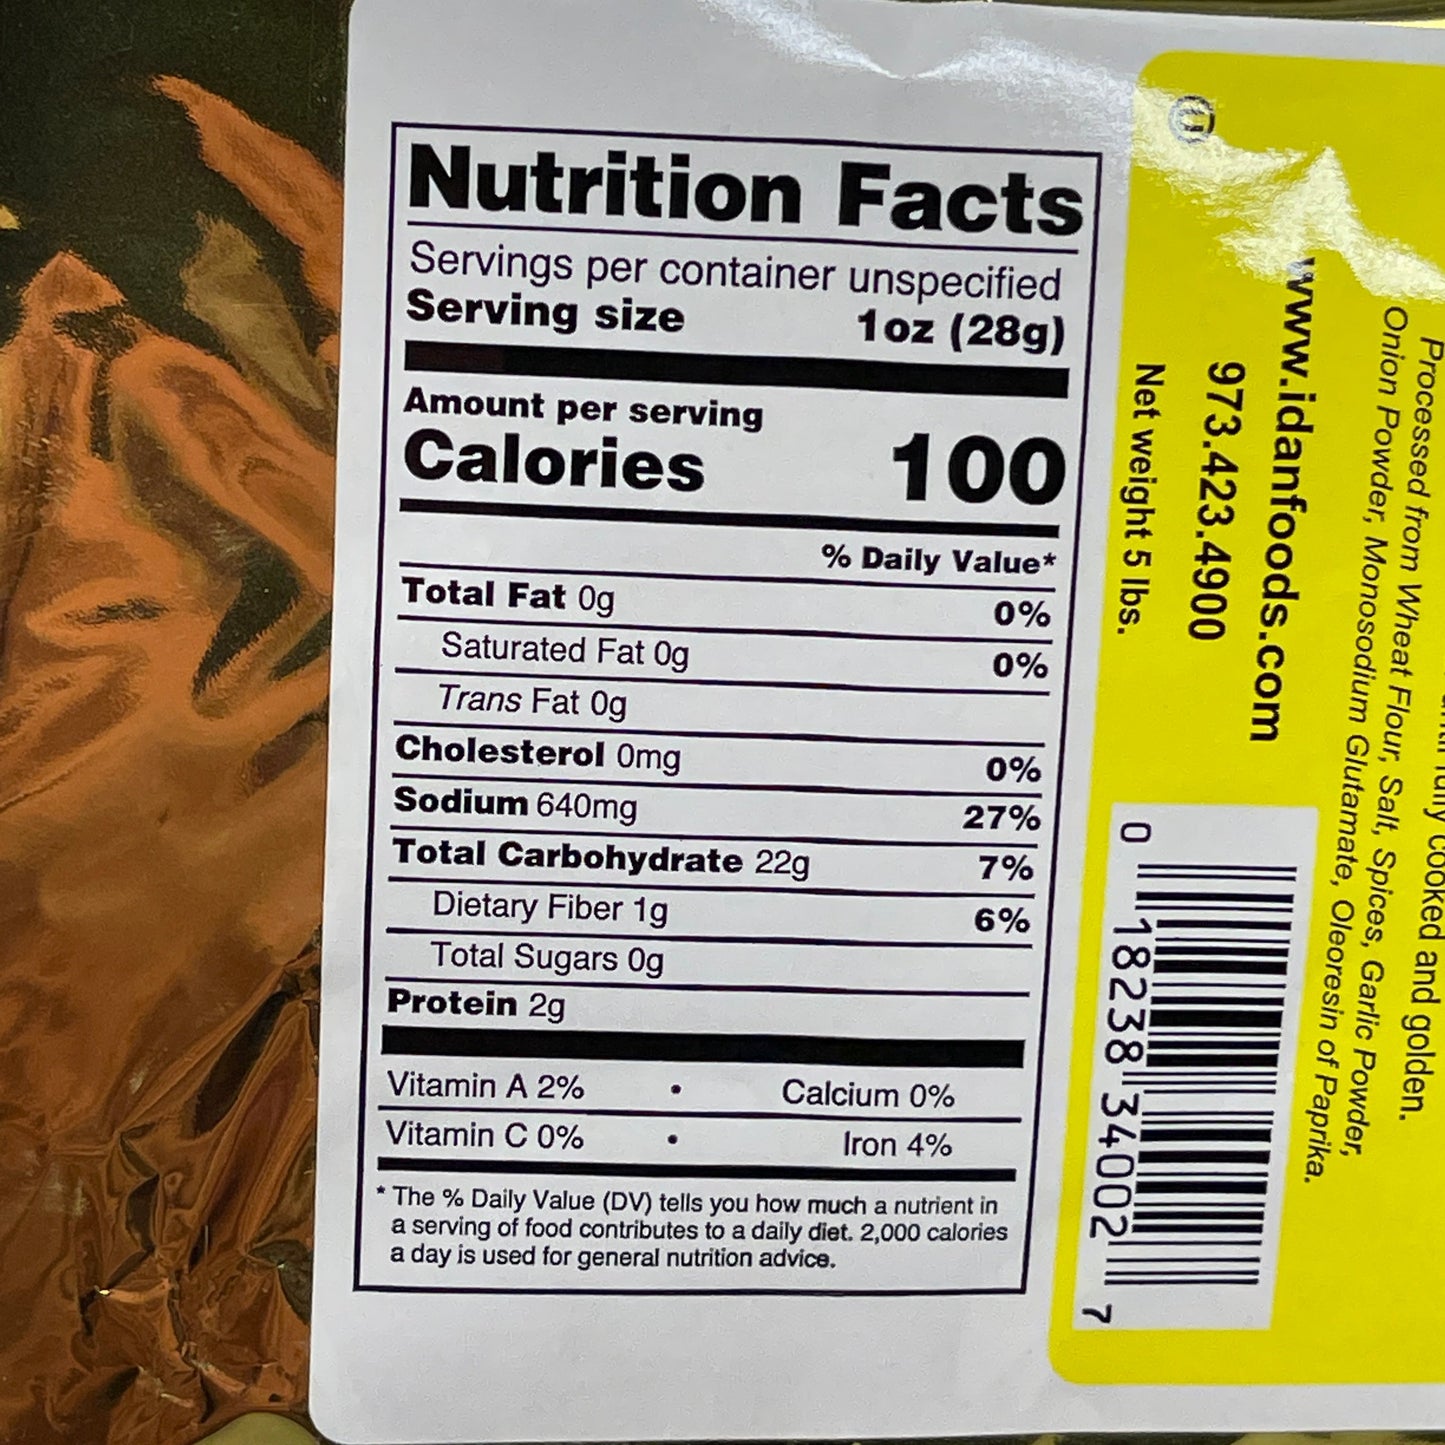 Nutrition Facts
Servings per container unspecified
Serving size 1oz (28g)
Amount per serving
Calories 100
% Daily Value*
Total Fat 0g 0%
Saturated Fat 0g 0%
Trans Fat 0g
Cholesterol 0mg 0%
Sodium 640mg 27%
Total Carbohydrate 22g 7%
Dietary Fiber 1g 6%
Total Sugars 0g
Protein 2g
Vitamin A 2% • Calcium 0%
Vitamin C 0% • Iron 4%
* The % Daily Value (DV) tells you how much a nutrient in
a serving of food contributes to a daily diet. 2,000 calories
a day is used for general nutrition advice.
fully cooked and golden.
Processed from Wheat Flour, Salt, Spices, Garlic Powder,
Onion Powder, Monosodium Glutamate, Oleoresin of Paprika.
www.idanfoods.com
973.423.4900
U
Net weight 5 lbs.
0 18238 34002 7